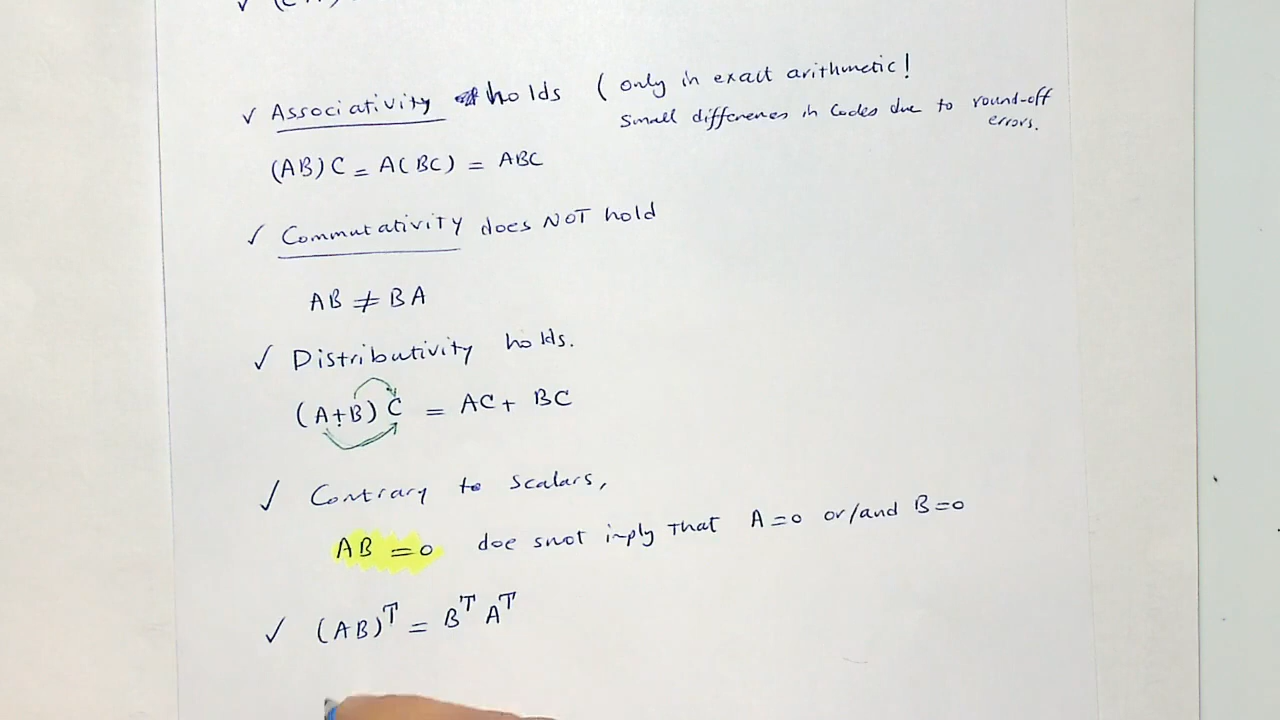 ✓ Associativity holds ( only in exact arithmetic!
Small differences in Codes due to round-off
errors.
(AB)C = A(BC) = ABC
✓ Commutativity does NOT hold
AB ≠ BA
✓ Distributivity holds.
(A+B) C = AC + BC
✓ Contrary to scalars,
AB = 0 doe snot imply that A=0 or/and B=0
✓ (AB)ᵀ = Bᵀ Aᵀ